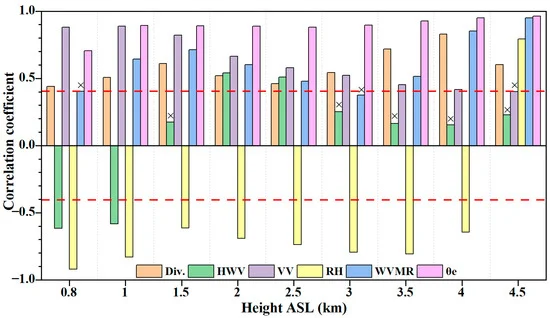 1.0
0.5
0.0
−0.5
−1.0
Correlation coefficient
× × × × × × × × ×
Div. HWV VV RH WVMR θe
0.8 1 1.5 2 2.5 3 3.5 4 4.5
Height ASL (km)